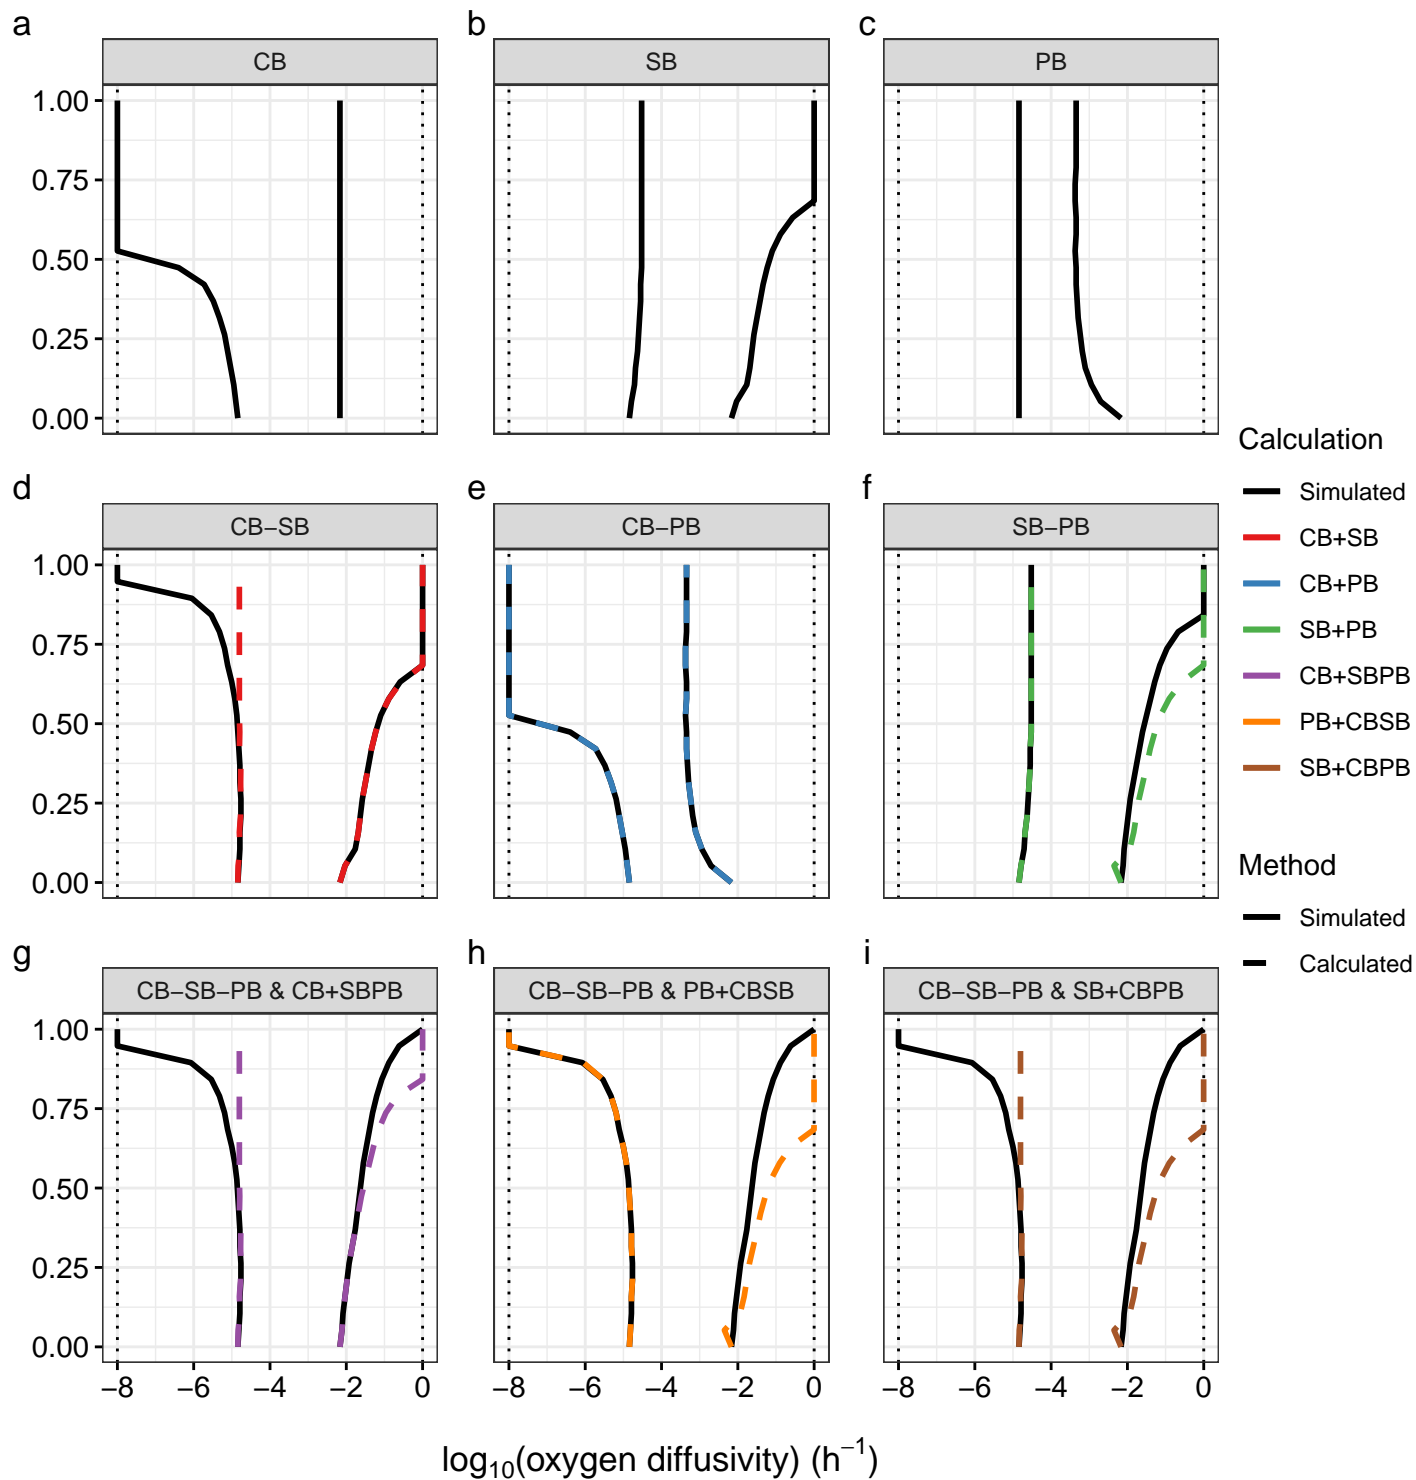 a
b
c
CB
SB
PB
1.00
0.75
0.50
0.25
0.00
d
e
f
CB−SB
CB−PB
SB−PB
1.00
0.75
0.50
0.25
0.00
g
h
i
CB−SB−PB & CB+SBPB
CB−SB−PB & PB+CBSB
CB−SB−PB & SB+CBPB
1.00
0.75
0.50
0.25
0.00
−8 −6 −4 −2 0
−8 −6 −4 −2 0
−8 −6 −4 −2 0
log₁₀(oxygen diffusivity) (h⁻¹)
Calculation
Simulated
CB+SB
CB+PB
SB+PB
CB+SBPB
PB+CBSB
SB+CBPB
Method
Simulated
Calculated